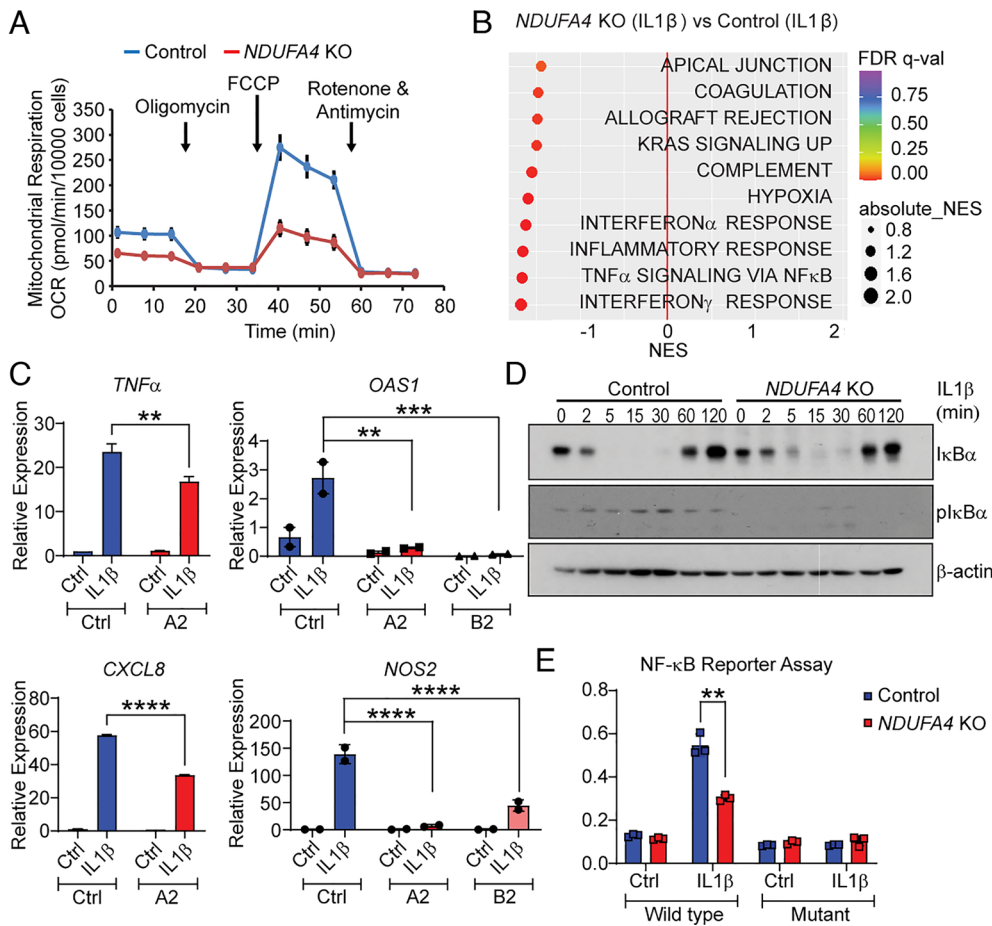 A
Control
NDUFA4 KO
FCCP
Oligomycin
Rotenone &
Antimycin
Mitochondrial Respiration
OCR (pmol/min/10000 cells)
350
300
250
200
150
100
50
0
0 10 20 30 40 50 60 70 80
Time (min)
B
NDUFA4 KO (IL1β) vs Control (IL1β)
APICAL JUNCTION
COAGULATION
ALLOGRAFT REJECTION
KRAS SIGNALING UP
COMPLEMENT
HYPOXIA
INTERFERONα RESPONSE
INFLAMMATORY RESPONSE
TNFα SIGNALING VIA NFκB
INTERFERONγ RESPONSE
-1 0 1 2
NES
FDR q-val
0.75
0.50
0.25
0.00
absolute_NES
0.8
1.2
1.6
2.0
C
TNFα
Relative Expression
30
20
10
0
**
Ctrl IL1β Ctrl IL1β
Ctrl A2
OAS1
Relative Expression
4
3
2
1
0
***
**
Ctrl IL1β Ctrl IL1β Ctrl IL1β
Ctrl A2 B2
CXCL8
Relative Expression
80
60
40
20
0
****
Ctrl IL1β Ctrl IL1β
Ctrl A2
NOS2
Relative Expression
200
150
100
50
0
****
****
Ctrl IL1β Ctrl IL1β Ctrl IL1β
Ctrl A2 B2
D
Control NDUFA4 KO IL1β
0 2 5 15 30 60 120 0 2 5 15 30 60 120 (min)
IκBα
pIκBα
β-actin
E
NF-κB Reporter Assay
Control
NDUFA4 KO
0.8
0.6
0.4
0.2
0.0
**
Ctrl IL1β Ctrl IL1β
Wild type Mutant